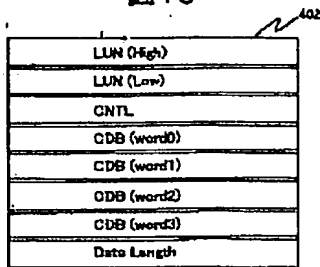 402
LUN (High)
LUN (Low)
CNTL
CDB (word0)
CDB (word1)
CDB (word2)
CDB (word3)
Data Length